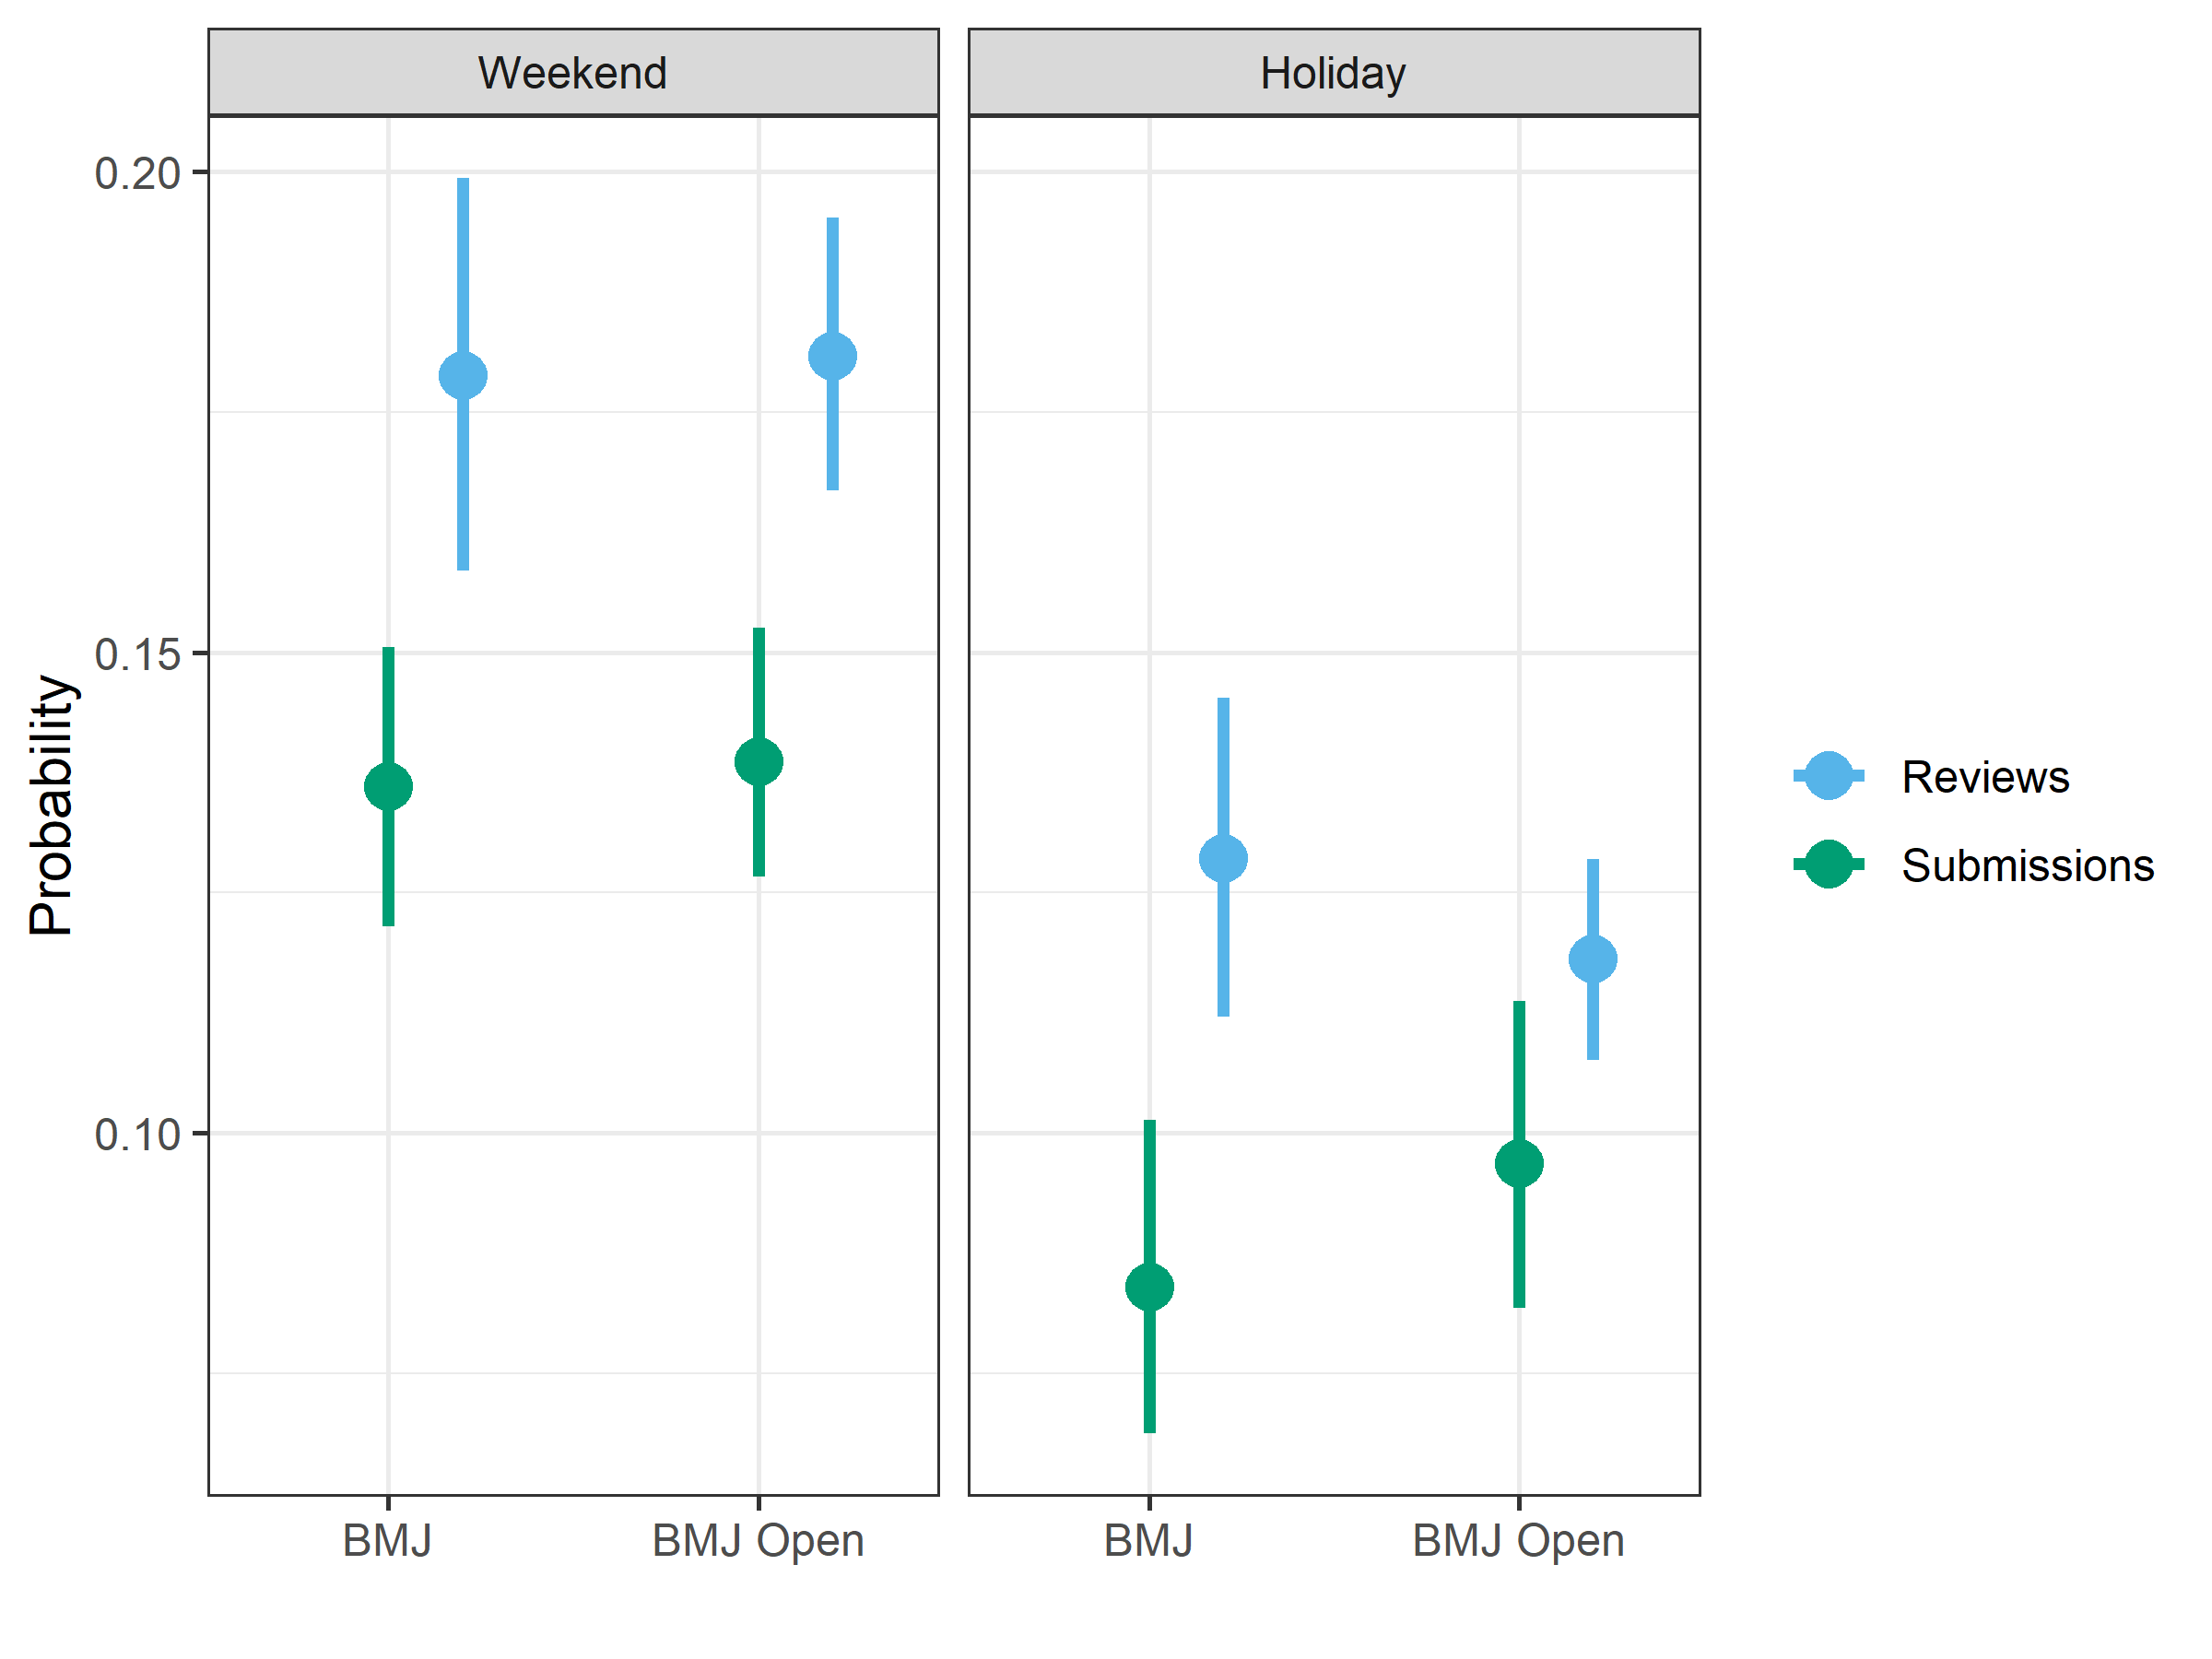 Weekend
Holiday
0.20
0.15
0.10
Probability
BMJ
BMJ Open
BMJ
BMJ Open
Reviews
Submissions